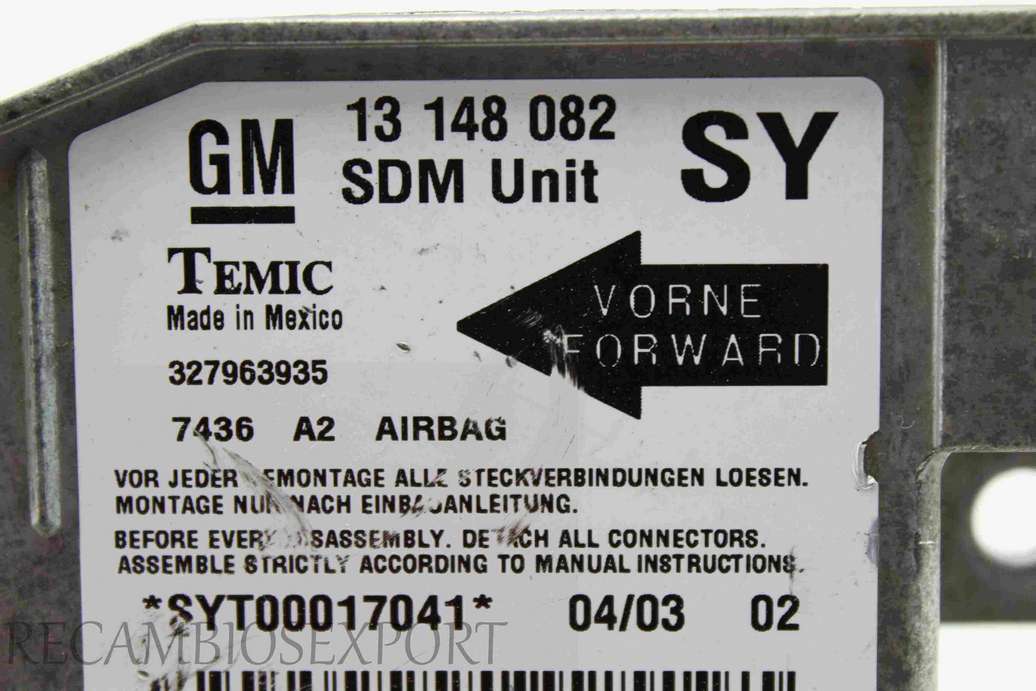 GM 13 148 082 SY
SDM Unit
TEMIC
Made in Mexico
VORNE
FORWARD
327963935
7436 A2 AIRBAG
VOR JEDER DEMONTAGE ALLE STECKVERBINDUNGEN LOESEN.
MONTAGE NUR NACH EINBAUANLEITUNG.
BEFORE EVERY DISASSEMBLY. DETACH ALL CONNECTORS.
ASSEMBLE STRICTLY ACCORDING TO MANUAL INSTRUCTIONS.
*SYT00017041* 04/03 02
RECAMBIOSEXPORT